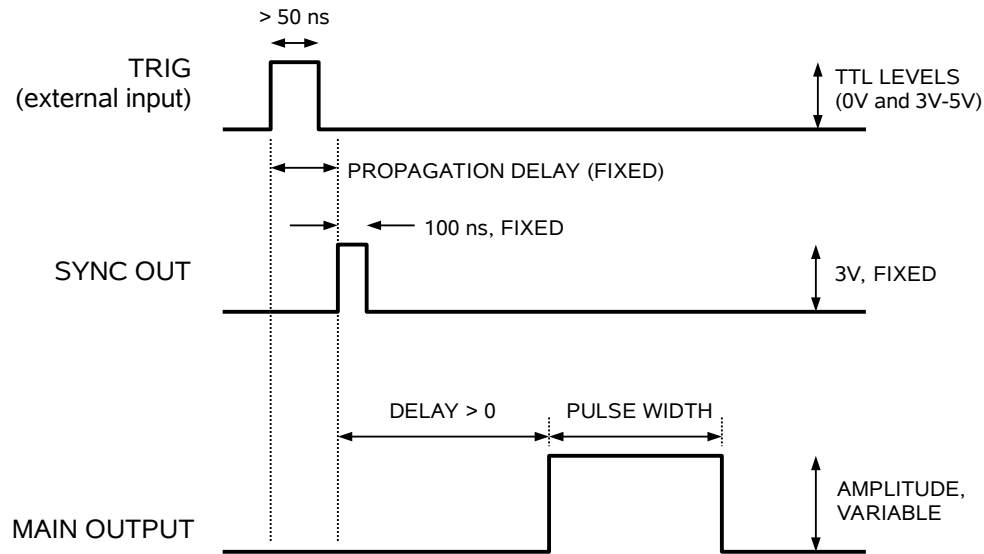 > 50 ns
TRIG
(external input)
TTL LEVELS
(0V and 3V-5V)
PROPAGATION DELAY (FIXED)
100 ns, FIXED
SYNC OUT
3V, FIXED
DELAY > 0
PULSE WIDTH
MAIN OUTPUT
AMPLITUDE,
VARIABLE